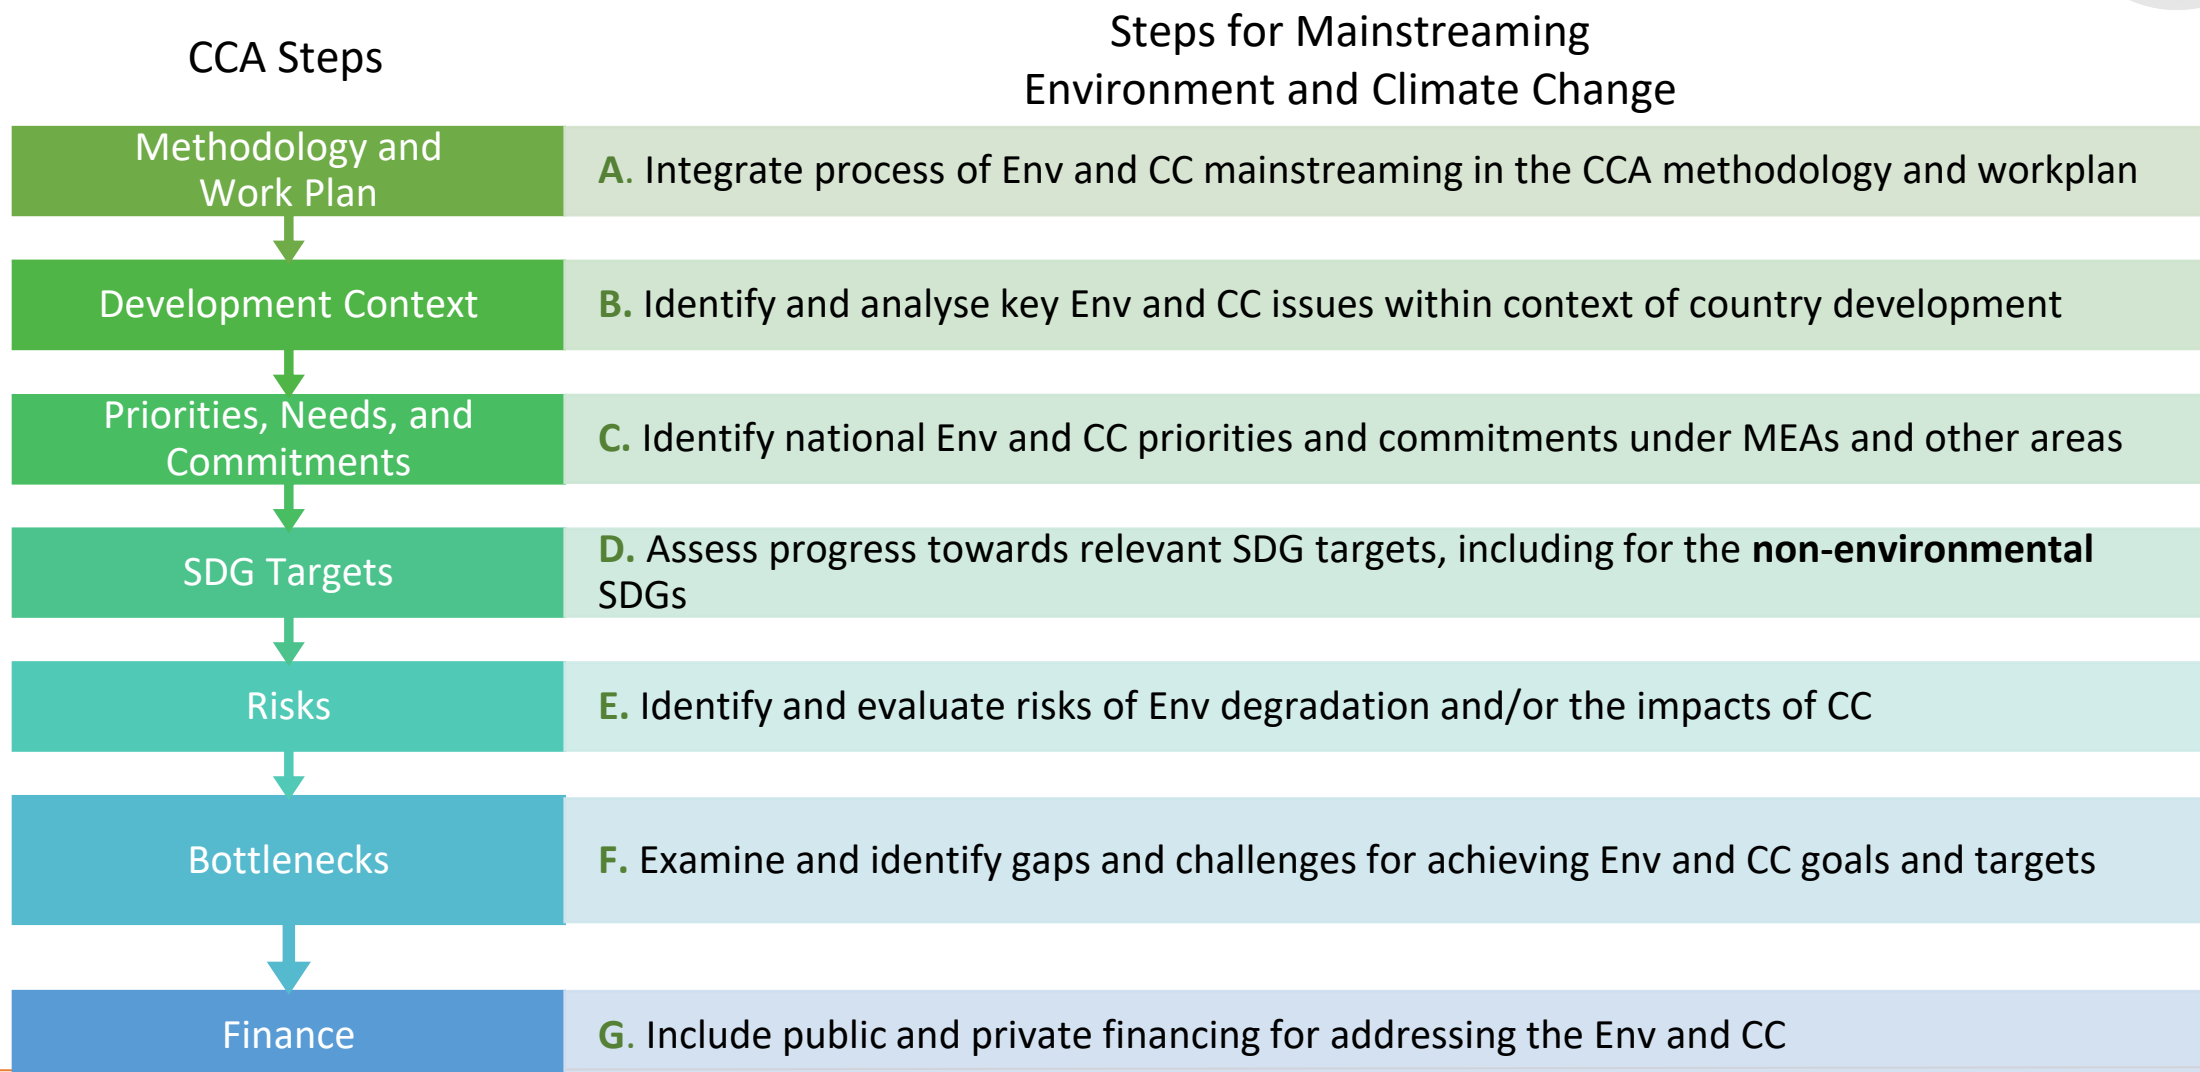 CCA Steps
Steps for Mainstreaming
Environment and Climate Change
Methodology and
Work Plan
A. Integrate process of Env and CC mainstreaming in the CCA methodology and workplan
Development Context
B. Identify and analyse key Env and CC issues within context of country development
Priorities, Needs, and
Commitments
C. Identify national Env and CC priorities and commitments under MEAs and other areas
SDG Targets
D. Assess progress towards relevant SDG targets, including for the non-environmental
SDGs
Risks
E. Identify and evaluate risks of Env degradation and/or the impacts of CC
Bottlenecks
F. Examine and identify gaps and challenges for achieving Env and CC goals and targets
Finance
G. Include public and private financing for addressing the Env and CC